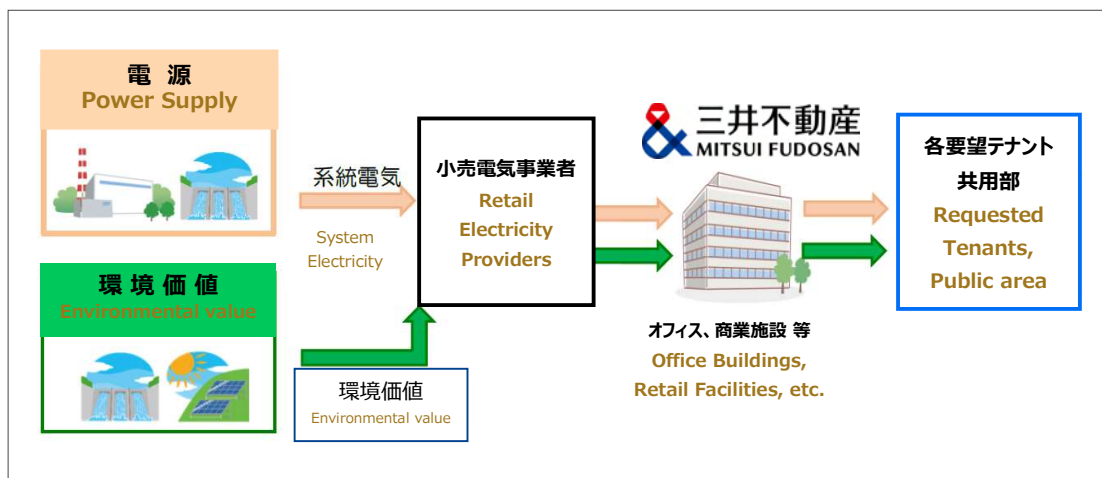 電 源
Power Supply
環 境 価 値
Environmental value
系統電気
System
Electricity
環境価値
Environmental value
小売電気事業者
Retail
Electricity
Providers
三井不動産
MITSUI FUDOSAN
オフィス、商業施設 等
Office Buildings,
Retail Facilities, etc.
各要望テナント
共用部
Requested
Tenants,
Public area